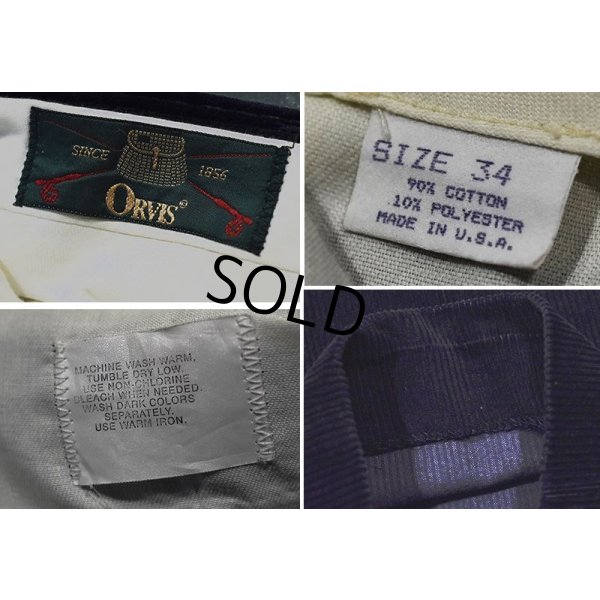 SINCE 1856
ORVIS®
SIZE 34
90% COTTON
10% POLYESTER
MADE IN U.S.A.
SOLD
MACHINE WASH WARM.
TUMBLE DRY LOW.
USE NON-CHLORINE
BLEACH WHEN NEEDED.
WASH DARK COLORS
SEPARATELY.
USE WARM IRON.